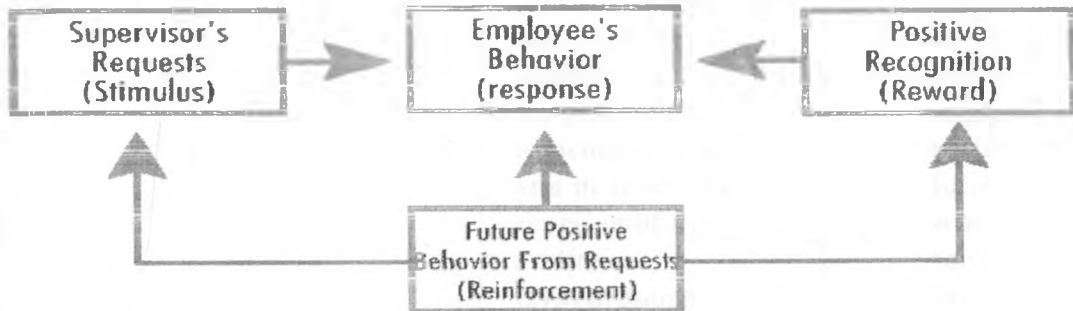 Supervisor's
Requests
(Stimulus)
Employee's
Behavior
(response)
Positive
Recognition
(Reward)
Future Positive
Behavior From Requests
(Reinforcement)